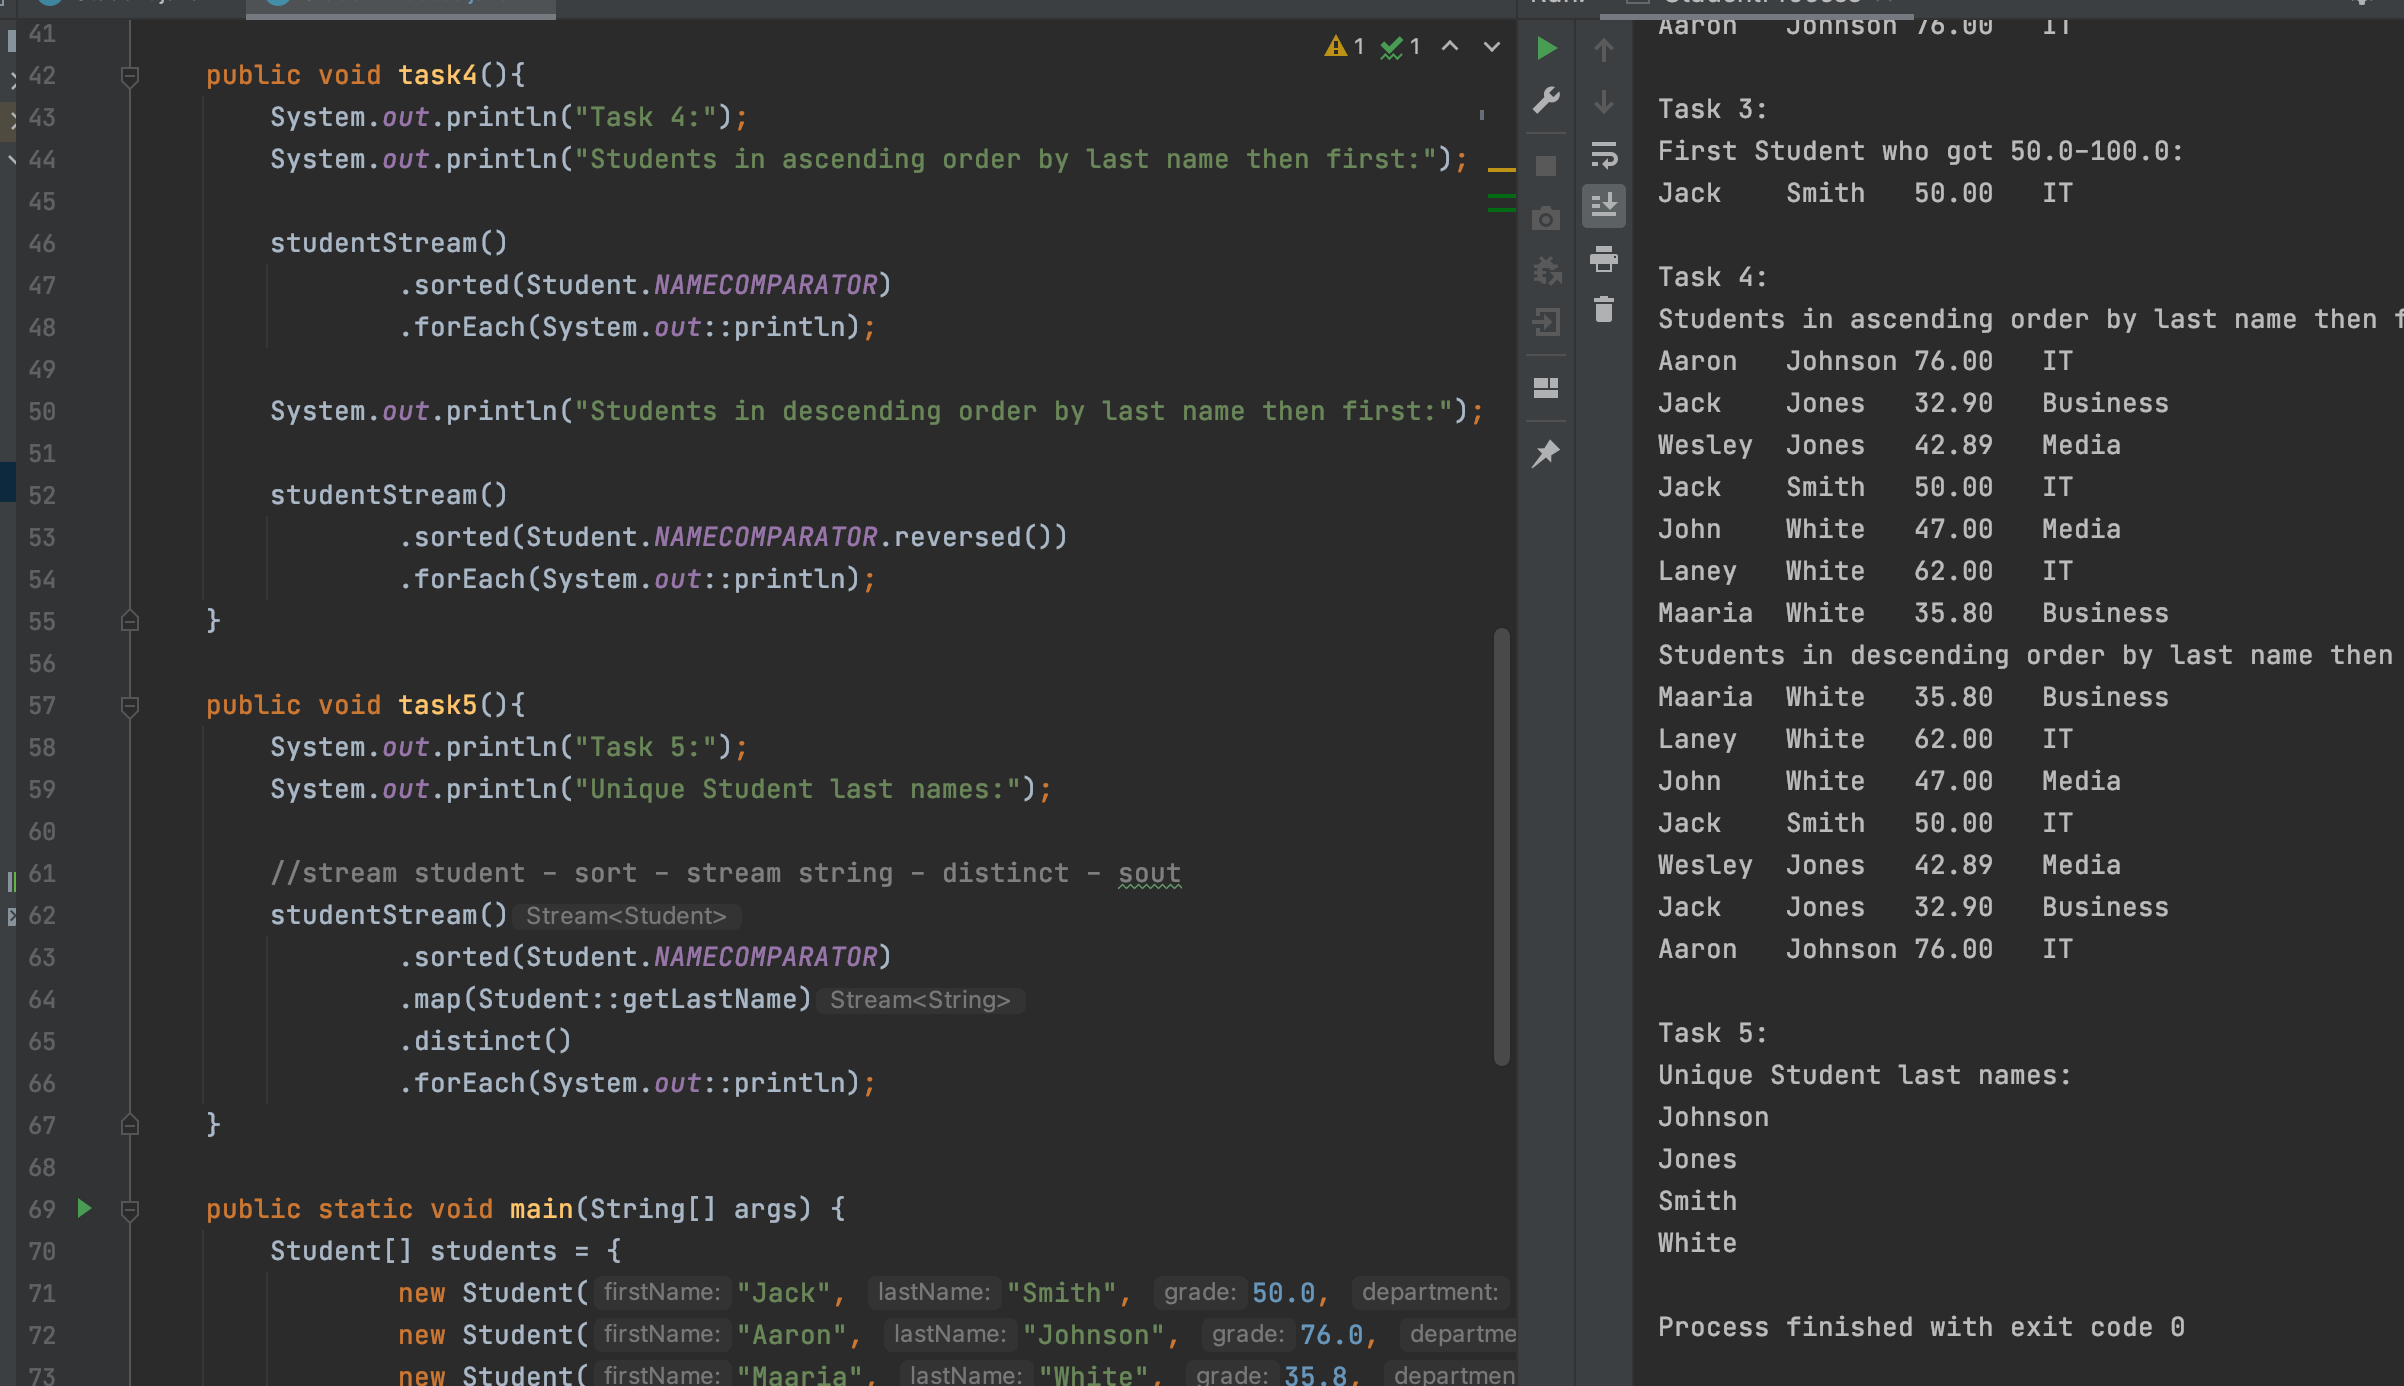 41
42 public void task4(){
43 System.out.println("Task 4:");
44 System.out.println("Students in ascending order by last name then first:");
45
46 studentStream()
47 .sorted(Student.NAMECOMPARATOR)
48 .forEach(System.out::println);
49
50 System.out.println("Students in descending order by last name then first:");
51
52 studentStream()
53 .sorted(Student.NAMECOMPARATOR.reversed())
54 .forEach(System.out::println);
55 }
56
57 public void task5(){
58 System.out.println("Task 5:");
59 System.out.println("Unique Student last names:");
60
61 //stream student - sort - stream string - distinct - sout
62 studentStream() Stream<Student>
63 .sorted(Student.NAMECOMPARATOR)
64 .map(Student::getLastName) Stream<String>
65 .distinct()
66 .forEach(System.out::println);
67 }
68
69 public static void main(String[] args) {
70 Student[] students = {
71 new Student( firstName: "Jack", lastName: "Smith", grade: 50.0, department:
72 new Student( firstName: "Aaron", lastName: "Johnson", grade: 76.0, departme
73 new Student( firstName: "Maaria", lastName: "White", grade: 35.8, departmen
1 1
Aaron Johnson 76.00 IT
Task 3:
First Student who got 50.0-100.0:
Jack Smith 50.00 IT
Task 4:
Students in ascending order by last name then f
Aaron Johnson 76.00 IT
Jack Jones 32.90 Business
Wesley Jones 42.89 Media
Jack Smith 50.00 IT
John White 47.00 Media
Laney White 62.00 IT
Maaria White 35.80 Business
Students in descending order by last name then
Maaria White 35.80 Business
Laney White 62.00 IT
John White 47.00 Media
Jack Smith 50.00 IT
Wesley Jones 42.89 Media
Jack Jones 32.90 Business
Aaron Johnson 76.00 IT
Task 5:
Unique Student last names:
Johnson
Jones
Smith
White
Process finished with exit code 0